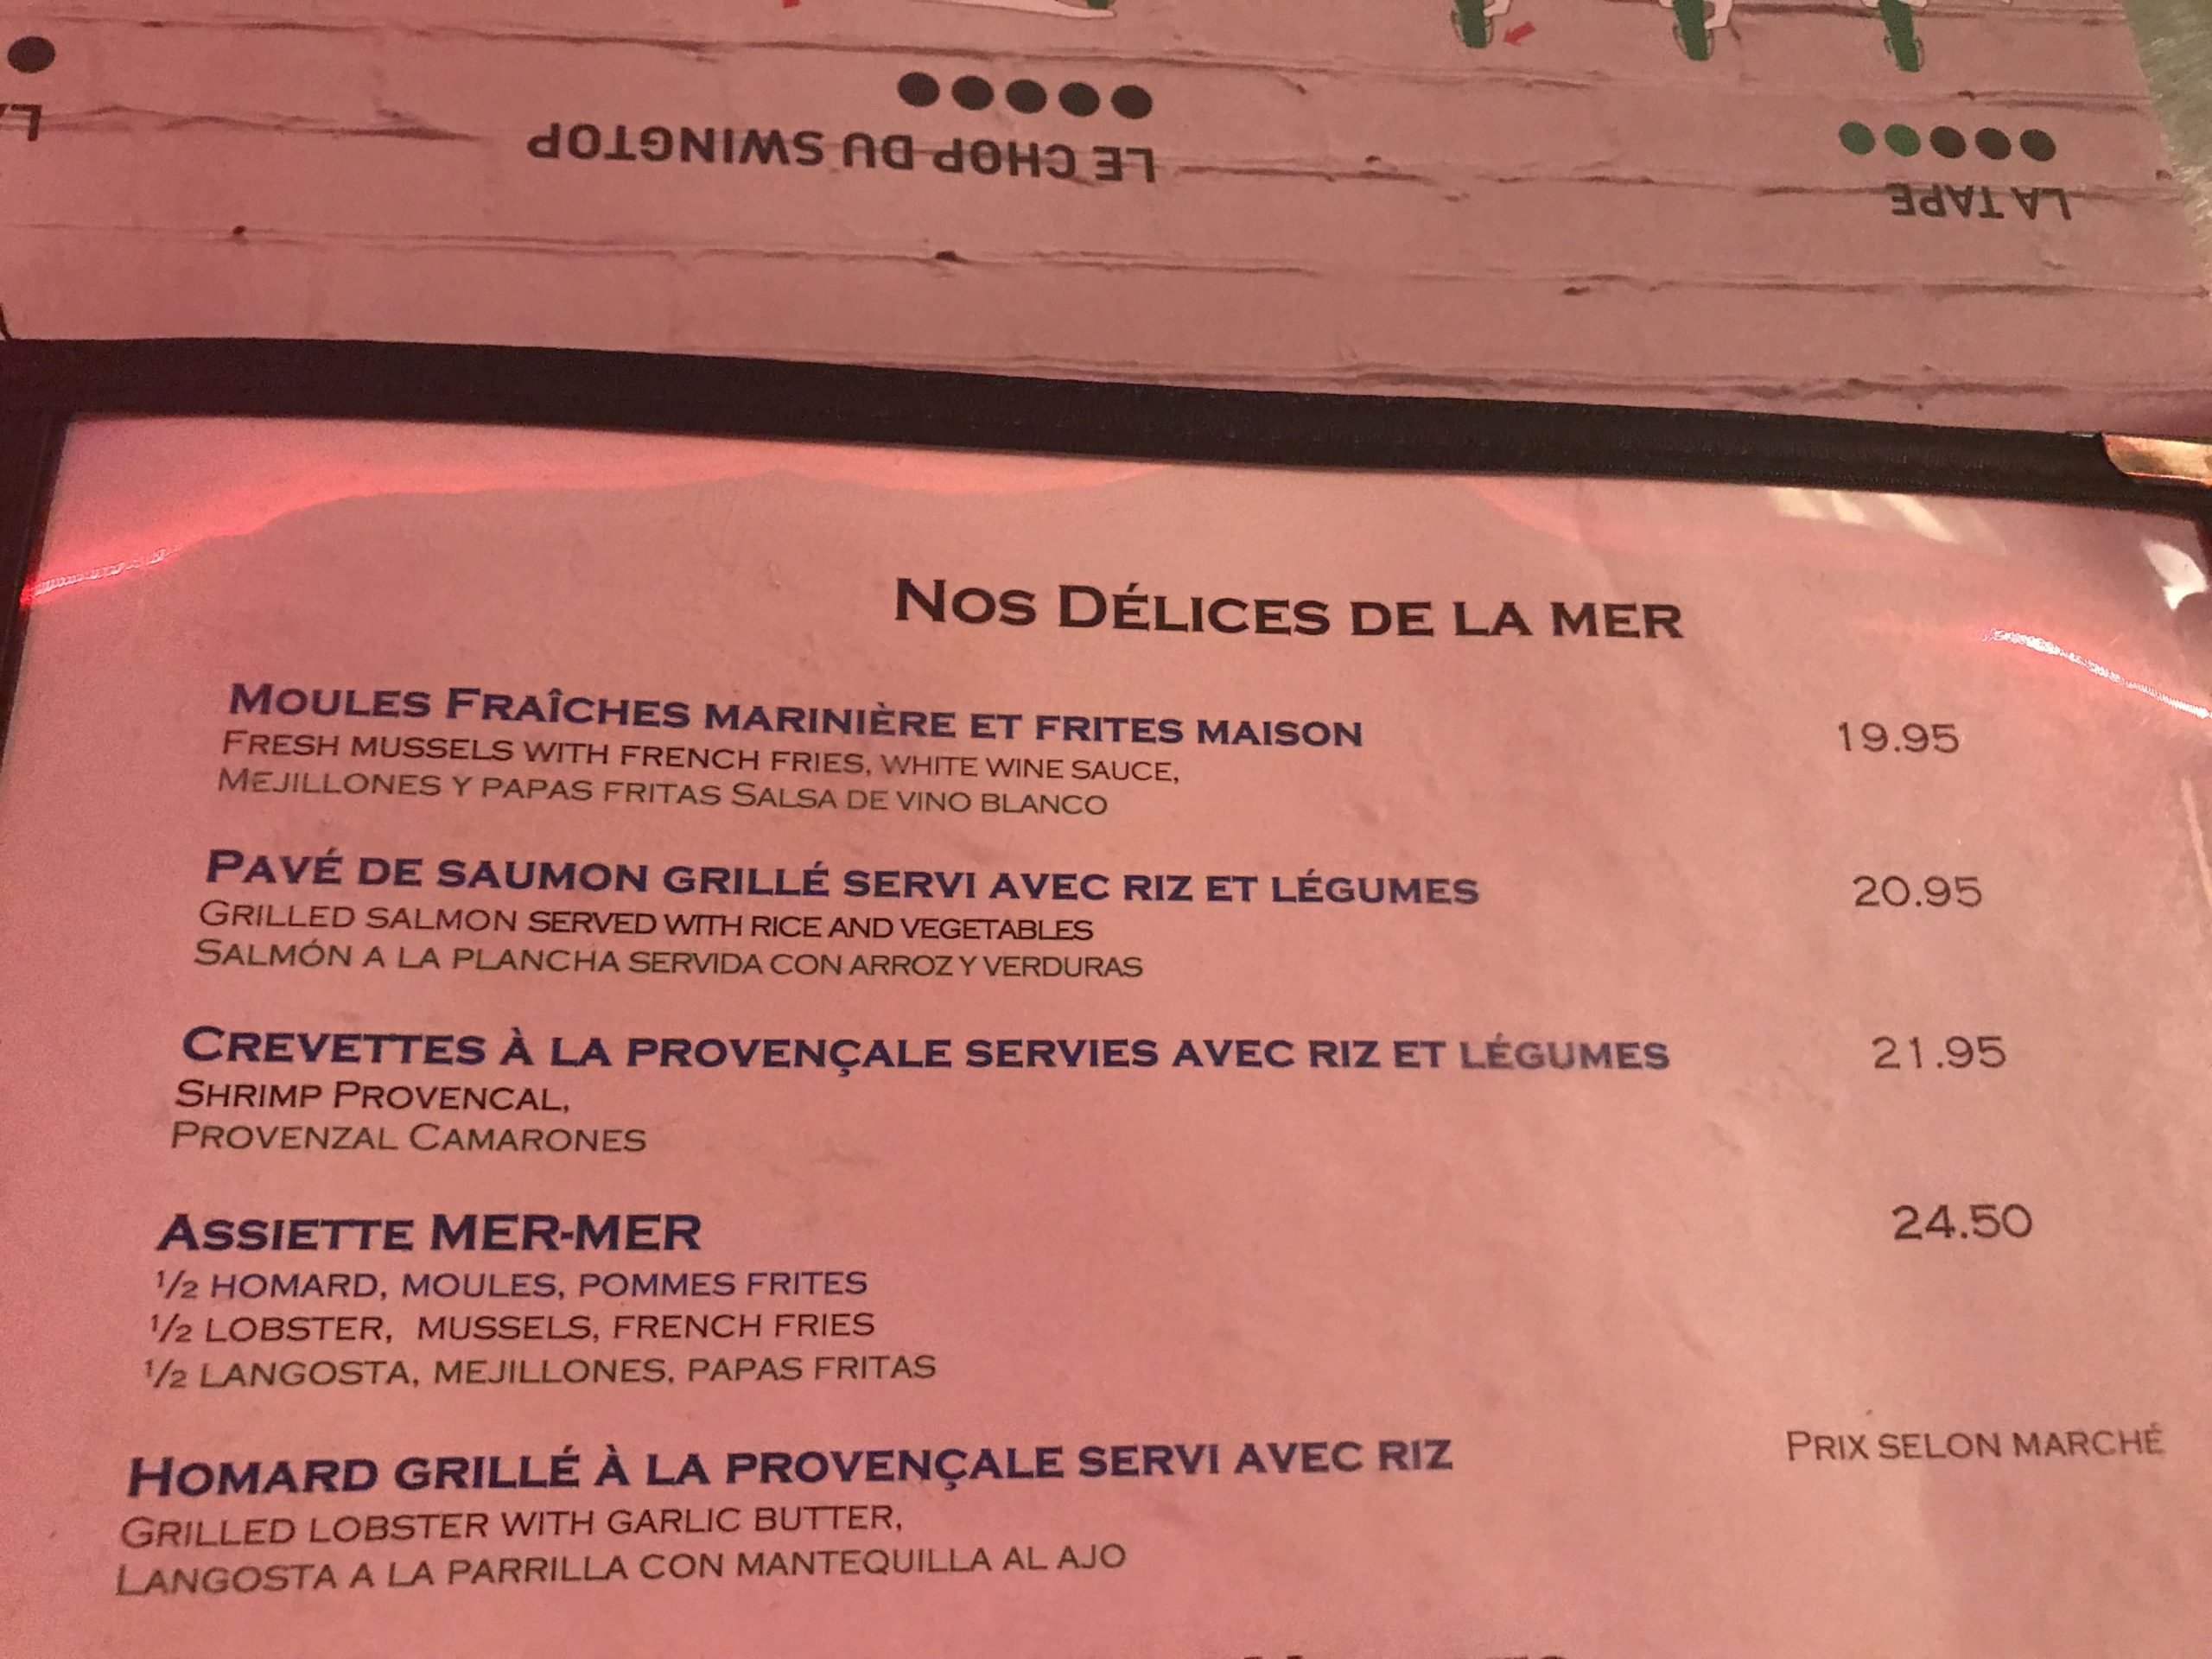 LE CHOP DU SWINGTOP
LA TAPE
NOS DÉLICES DE LA MER
MOULES FRAÎCHES MARINIÈRE ET FRITES MAISON 19.95
FRESH MUSSELS WITH FRENCH FRIES, WHITE WINE SAUCE,
MEJILLONES Y PAPAS FRITAS SALSA DE VINO BLANCO
PAVÉ DE SAUMON GRILLÉ SERVI AVEC RIZ ET LÉGUMES 20.95
GRILLED SALMON SERVED WITH RICE AND VEGETABLES
SALMÓN A LA PLANCHA SERVIDA CON ARROZ Y VERDURAS
CREVETTES À LA PROVENÇALE SERVIES AVEC RIZ ET LÉGUMES 21.95
SHRIMP PROVENCAL,
PROVENZAL CAMARONES
ASSIETTE MER-MER 24.50
½ HOMARD, MOULES, POMMES FRITES
½ LOBSTER, MUSSELS, FRENCH FRIES
½ LANGOSTA, MEJILLONES, PAPAS FRITAS
HOMARD GRILLÉ À LA PROVENÇALE SERVI AVEC RIZ PRIX SELON MARCHÉ
GRILLED LOBSTER WITH GARLIC BUTTER,
LANGOSTA A LA PARRILLA CON MANTEQUILLA AL AJO